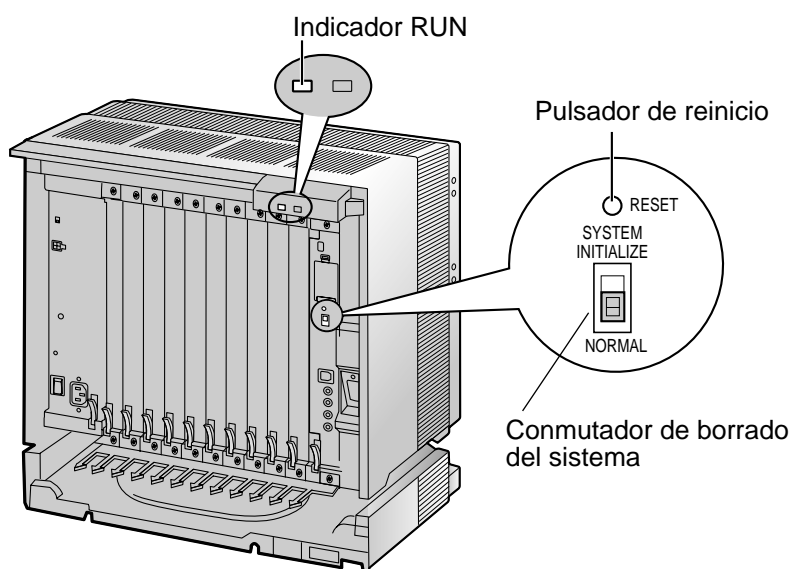 Indicador RUN
Pulsador de reinicio
RESET
SYSTEM
INITIALIZE
NORMAL
Conmutador de borrado
del sistema